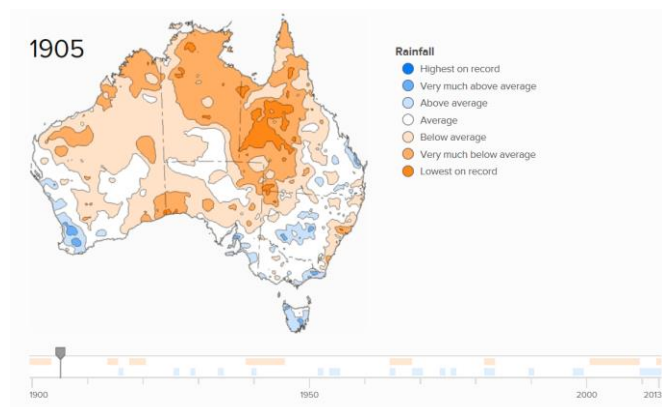 1905
Rainfall
Highest on record
Very much above average
Above average
Average
Below average
Very much below average
Lowest on record
1900 1950 2000 2013